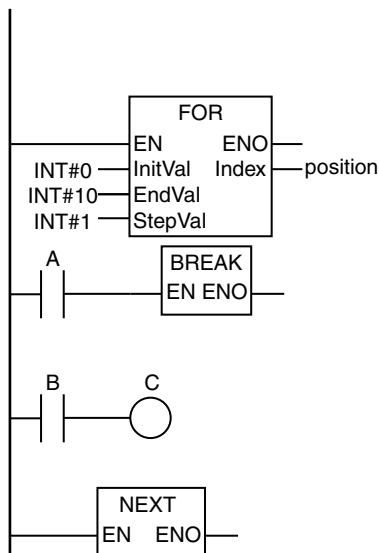 FOR
EN ENO
INT#0 InitVal Index position
INT#10 EndVal
INT#1 StepVal
A
BREAK
EN ENO
B C
NEXT
EN ENO